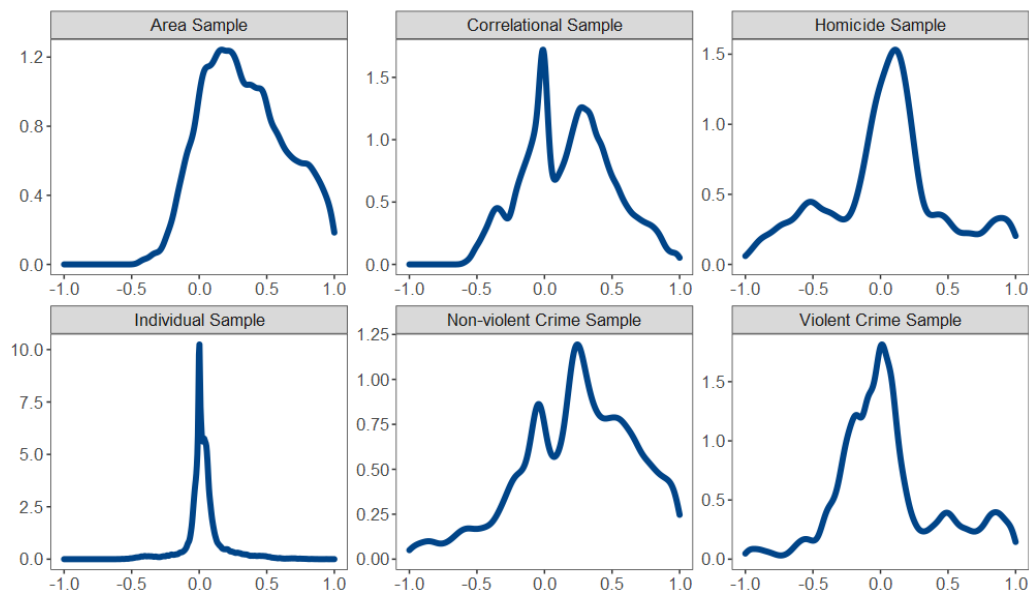 Area Sample
Correlational Sample
Homicide Sample
1.2
0.8
0.4
0.0
-1.0 -0.5 0.0 0.5 1.0
1.5
1.0
0.5
0.0
-1.0 -0.5 0.0 0.5 1.0
1.5
1.0
0.5
0.0
-1.0 -0.5 0.0 0.5 1.0
Individual Sample
Non-violent Crime Sample
Violent Crime Sample
10.0
7.5
5.0
2.5
0.0
-1.0 -0.5 0.0 0.5 1.0
1.25
1.00
0.75
0.50
0.25
0.00
-1.0 -0.5 0.0 0.5 1.0
1.5
1.0
0.5
0.0
-1.0 -0.5 0.0 0.5 1.0